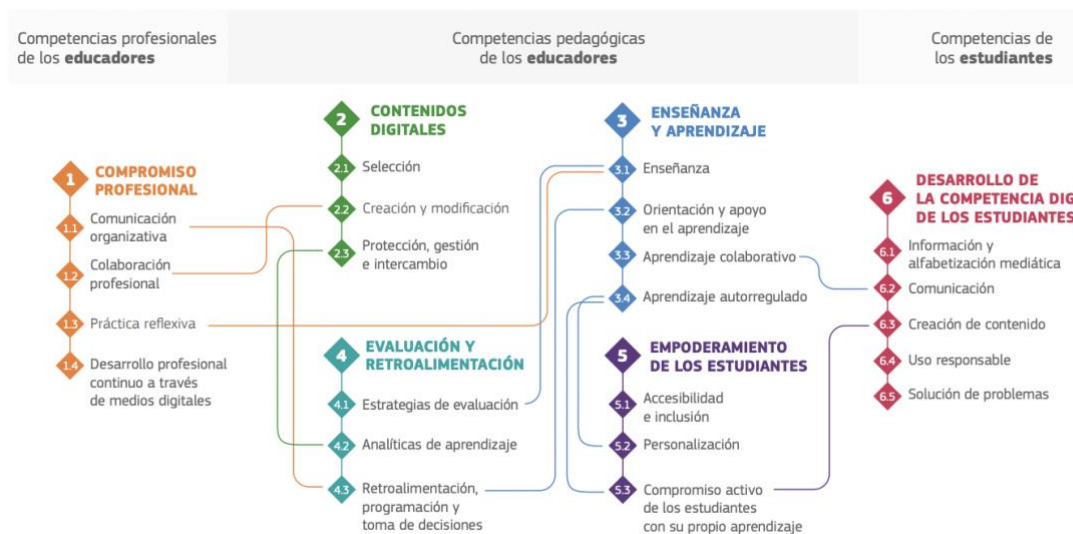 Competencias profesionales
de los educadores
Competencias pedagógicas
de los educadores
Competencias de
los estudiantes
1
COMPROMISO
PROFESIONAL
1.1
Comunicación
organizativa
1.2
Colaboración
profesional
1.3
Práctica reflexiva
1.4
Desarrollo profesional
continuo a través
de medios digitales
2
CONTENIDOS
DIGITALES
2.1
Selección
2.2
Creación y modificación
2.3
Protección, gestión
e intercambio
3
ENSEÑANZA
Y APRENDIZAJE
3.1
Enseñanza
3.2
Orientación y apoyo
en el aprendizaje
3.3
Aprendizaje colaborativo
3.4
Aprendizaje autorregulado
4
EVALUACIÓN Y
RETROALIMENTACIÓN
4.1
Estrategias de evaluación
4.2
Analíticas de aprendizaje
4.3
Retroalimentación,
programación y
toma de decisiones
5
EMPODERAMIENTO
DE LOS ESTUDIANTES
5.1
Accesibilidad
e inclusión
5.2
Personalización
5.3
Compromiso activo
de los estudiantes
con su propio aprendizaje
6
DESARROLLO DE
LA COMPETENCIA DIG
DE LOS ESTUDIANTES
6.1
Información y
alfabetización mediática
6.2
Comunicación
6.3
Creación de contenido
6.4
Uso responsable
6.5
Solución de problemas